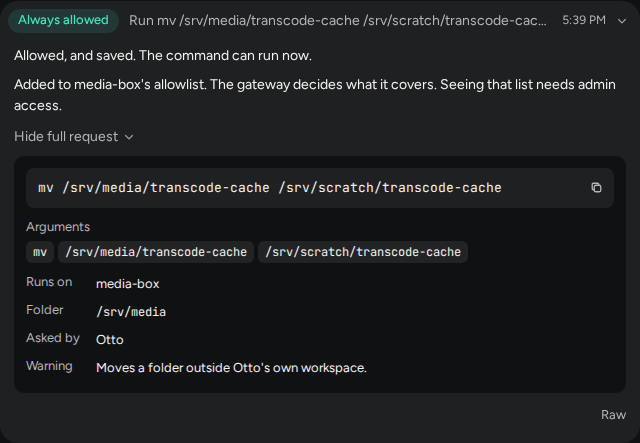 Always allowed Run mv /srv/media/transcode-cache /srv/scratch/transcode-cac... 5:39 PM
Allowed, and saved. The command can run now.
Added to media-box's allowlist. The gateway decides what it covers. Seeing that list needs admin
access.
Hide full request
mv /srv/media/transcode-cache /srv/scratch/transcode-cache
Arguments
mv /srv/media/transcode-cache /srv/scratch/transcode-cache
Runs on media-box
Folder /srv/media
Asked by Otto
Warning Moves a folder outside Otto's own workspace.
Raw